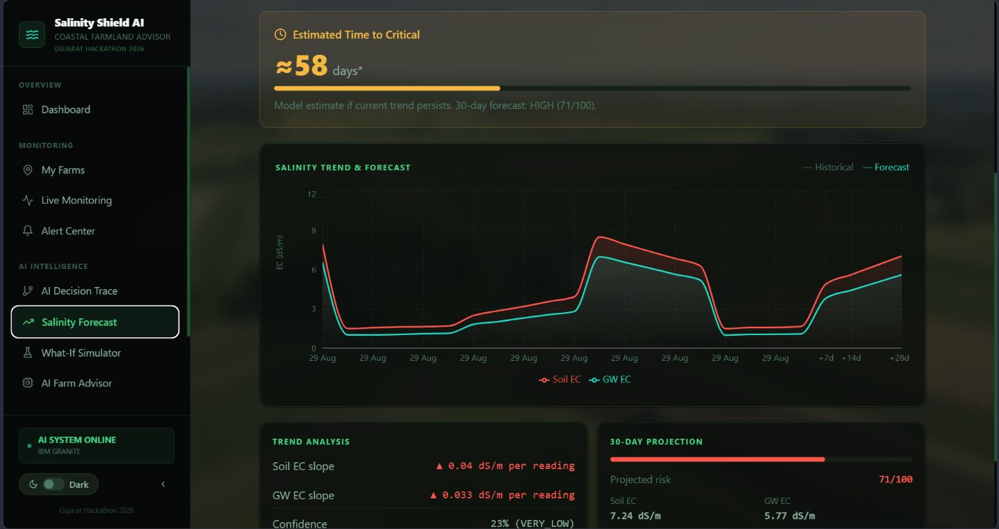 Salinity Shield AI
COASTAL FARMLAND ADVISOR
GUJARAT HACKATHON 2026
OVERVIEW
Dashboard
MONITORING
My Farms
Live Monitoring
Alert Center
AI INTELLIGENCE
AI Decision Trace
Salinity Forecast
What-If Simulator
AI Farm Advisor
AI SYSTEM ONLINE
IBM GRANITE
Dark
Gujarat Hackathon 2026
Estimated Time to Critical
≈58 days*
Model estimate if current trend persists. 30-day forecast: HIGH (71/100).
SALINITY TREND & FORECAST
— Historical --- Forecast
EC (dS/m)
12
9
6
3
0
29 Aug 29 Aug 29 Aug 29 Aug 29 Aug 29 Aug 29 Aug 29 Aug 29 Aug 29 Aug +7d +14d +28d
Soil EC GW EC
TREND ANALYSIS
Soil EC slope ▲ 0.04 dS/m per reading
GW EC slope ▲ 0.033 dS/m per reading
Confidence 23% (VERY_LOW)
30-DAY PROJECTION
Projected risk 71/100
Soil EC GW EC
7.24 dS/m 5.77 dS/m